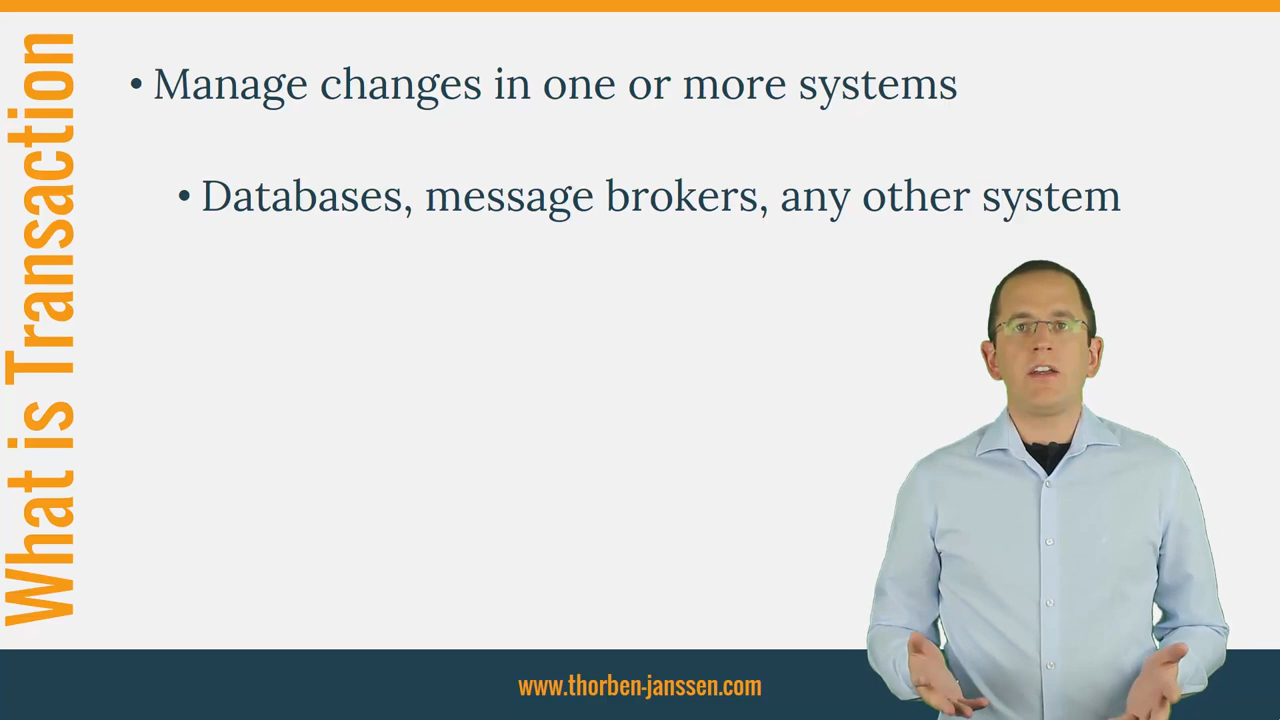 What is Transaction
• Manage changes in one or more systems
• Databases, message brokers, any other system
www.thorben-janssen.com